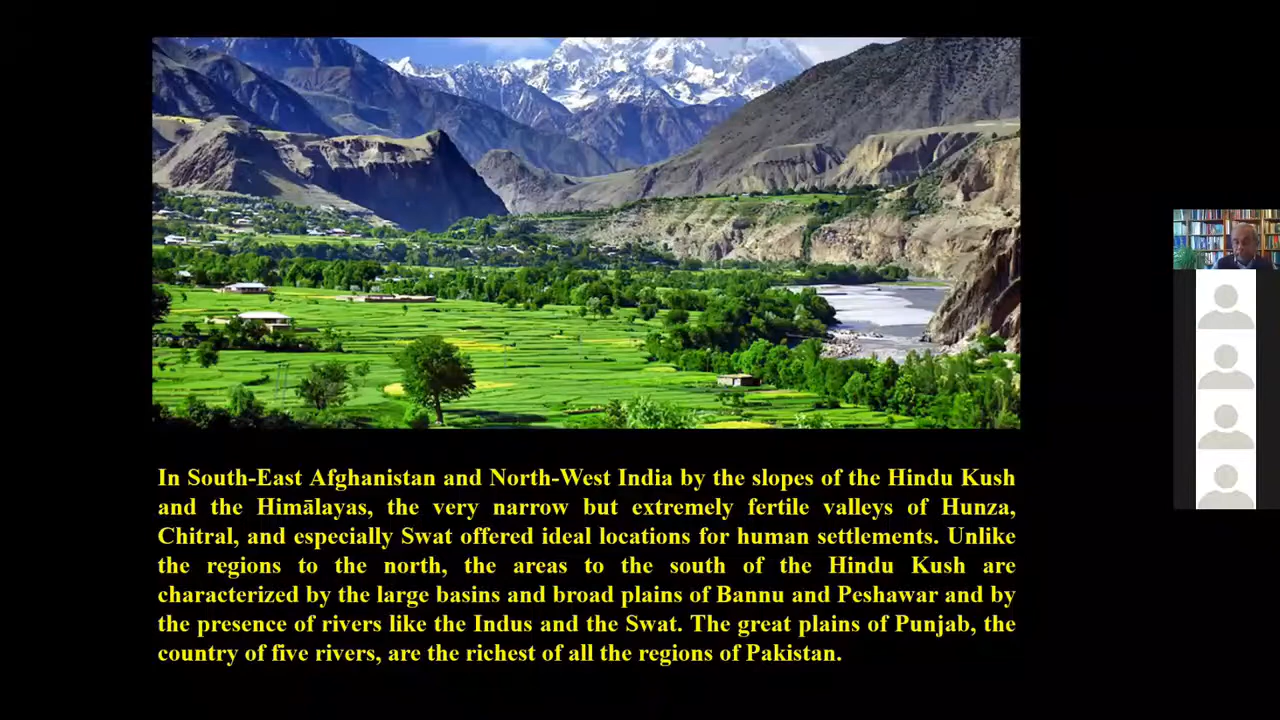 In South-East Afghanistan and North-West India by the slopes of the Hindu Kush
and the Himālayas, the very narrow but extremely fertile valleys of Hunza,
Chitral, and especially Swat offered ideal locations for human settlements. Unlike
the regions to the north, the areas to the south of the Hindu Kush are
characterized by the large basins and broad plains of Bannu and Peshawar and by
the presence of rivers like the Indus and the Swat. The great plains of Punjab, the
country of five rivers, are the richest of all the regions of Pakistan.